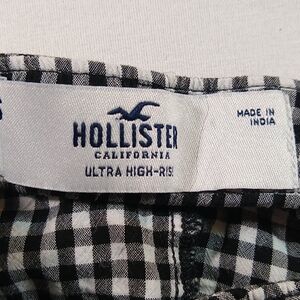 HOLLISTER
CALIFORNIA
ULTRA HIGH-RISE
MADE IN
INDIA